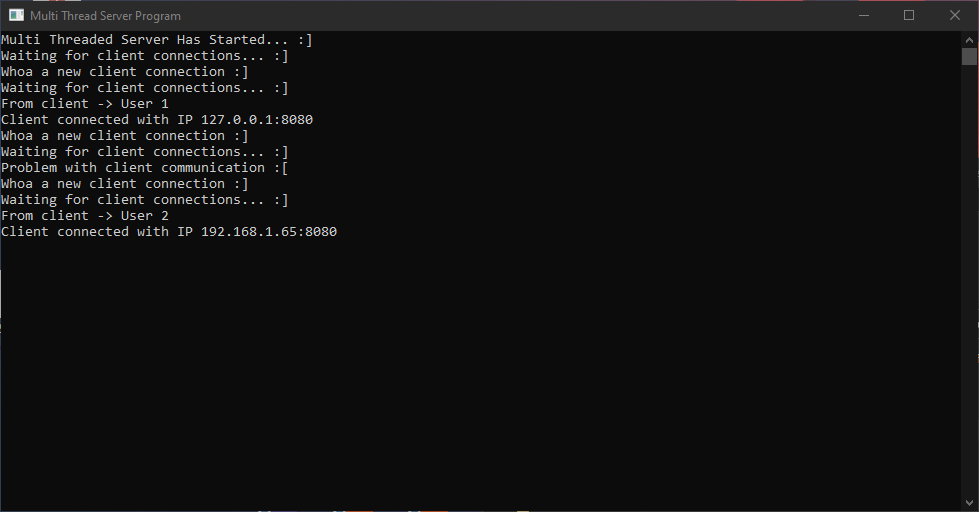 Multi Thread Server Program
Multi Threaded Server Has Started... :]
Waiting for client connections... :]
Whoa a new client connection :]
Waiting for client connections... :]
From client -> User 1
Client connected with IP 127.0.0.1:8080
Whoa a new client connection :]
Waiting for client connections... :]
Problem with client communication :[
Whoa a new client connection :]
Waiting for client connections... :]
From client -> User 2
Client connected with IP 192.168.1.65:8080